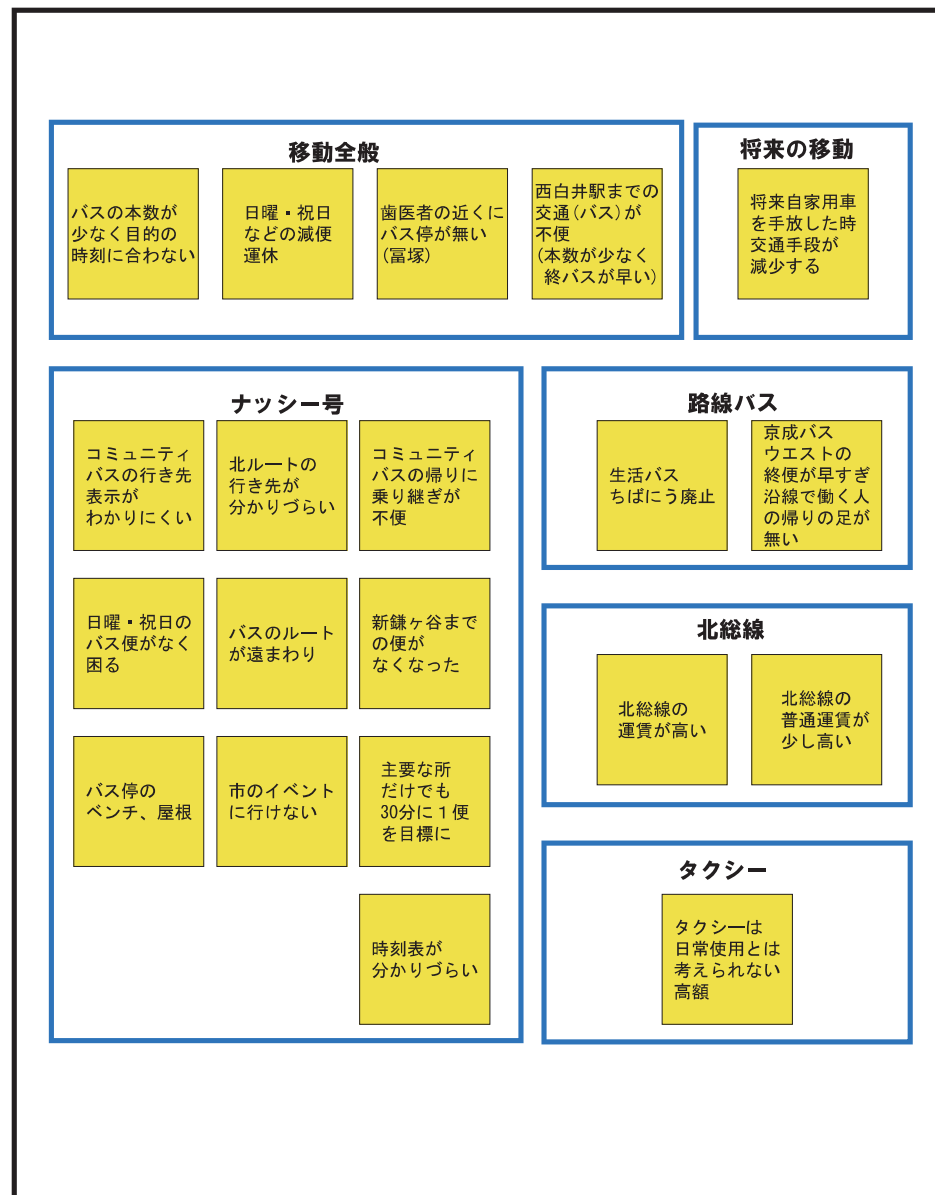 移動全般
バスの本数が
少なく目的の
時刻に合わない
日曜・祝日
などの減便
運休
歯医者の近くに
バス停が無い
(冨塚)
西白井駅までの
交通(バス)が
不便
(本数が少なく
終バスが早い)
将来の移動
将来自家用車
を手放した時
交通手段が
減少する
ナッシー号
コミュニティ
バスの行き先
表示が
わかりにくい
北ルートの
行き先が
分かりづらい
コミュニティ
バスの帰りに
乗り継ぎが
不便
日曜・祝日の
バス便がなく
困る
バスのルート
が遠まわり
新鎌ヶ谷まで
の便が
なくなった
バス停の
ベンチ、屋根
市のイベント
に行けない
主要な所
だけでも
30分に1便
を目標に
時刻表が
分かりづらい
路線バス
生活バス
ちばにう廃止
京成バス
ウエストの
終便が早すぎ
沿線で働く人
の帰りの足が
無い
北総線
北総線の
運賃が高い
北総線の
普通運賃が
少し高い
タクシー
タクシーは
日常使用とは
考えられない
高額